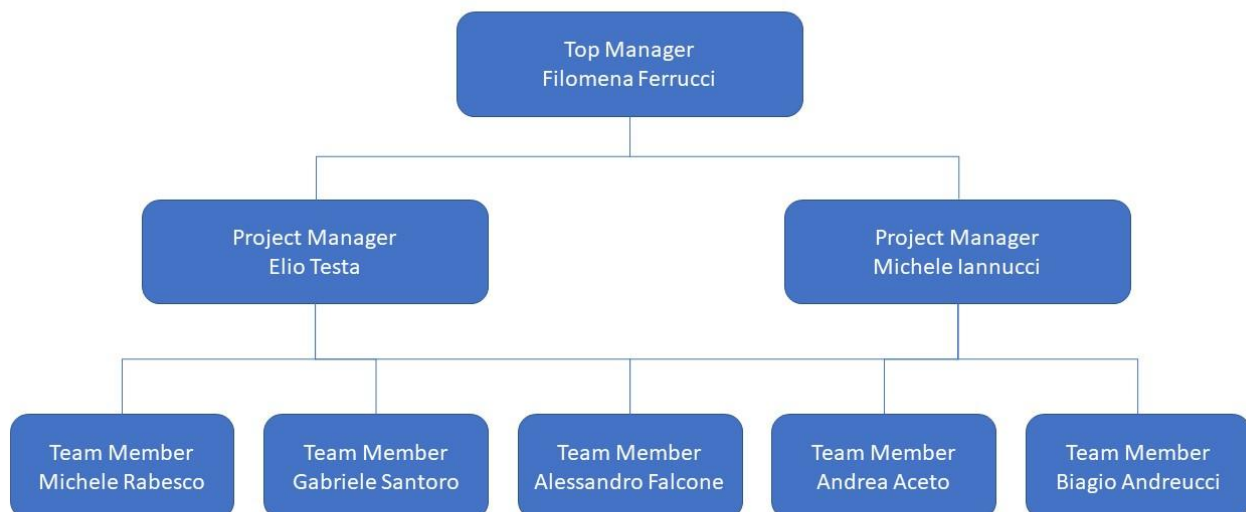 Top Manager
Filomena Ferrucci
Project Manager
Elio Testa
Project Manager
Michele Iannucci
Team Member
Michele Rabesco
Team Member
Gabriele Santoro
Team Member
Alessandro Falcone
Team Member
Andrea Aceto
Team Member
Biagio Andreucci